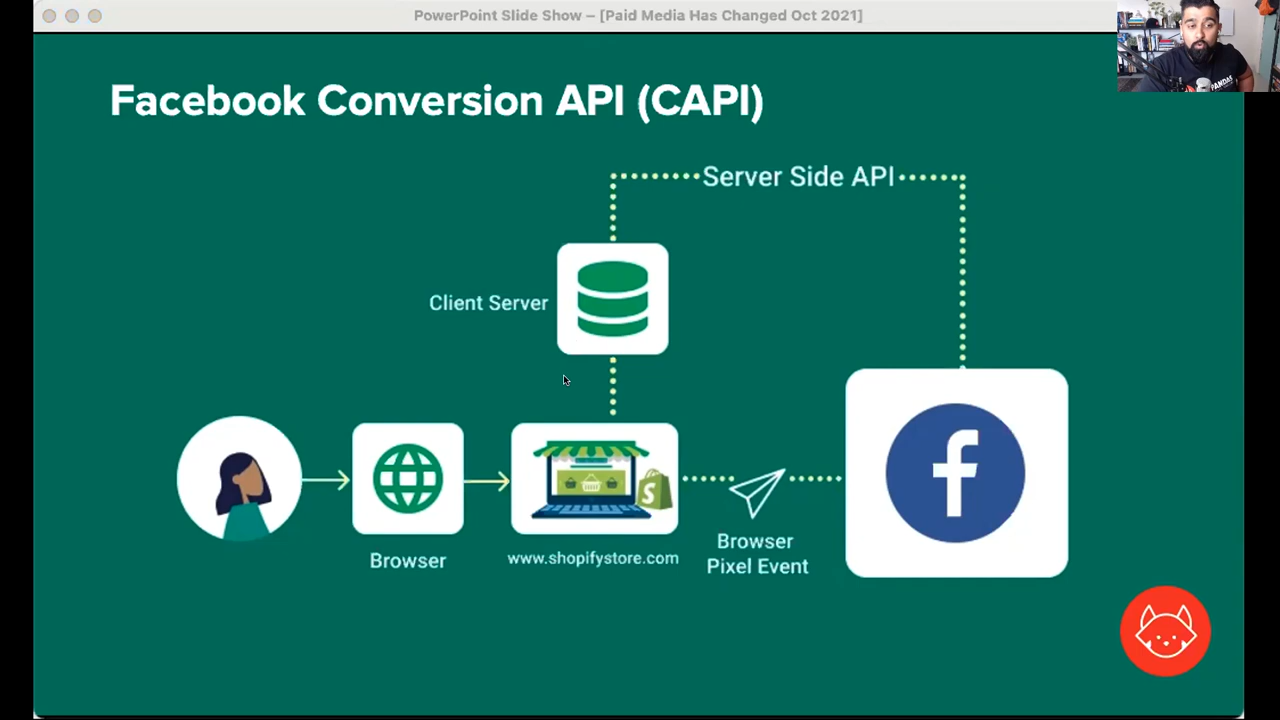 PowerPoint Slide Show – [Paid Media Has Changed Oct 2021]
PANDAS
Facebook Conversion API (CAPI)
Server Side API
Client Server
Browser
www.shopifystore.com
Browser
Pixel Event